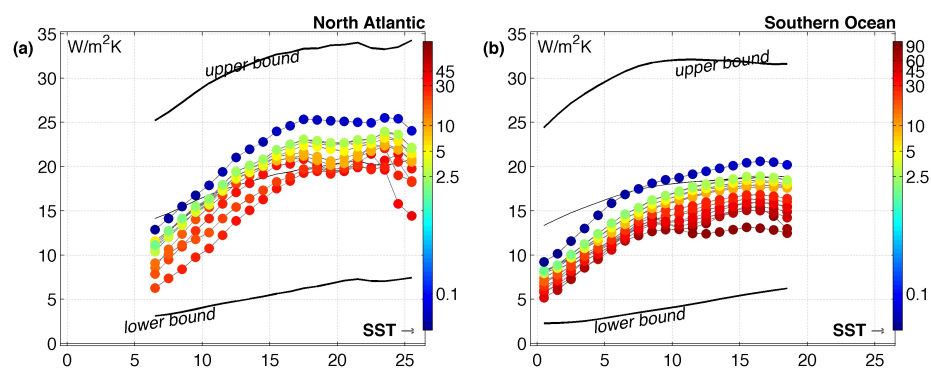 North Atlantic
(a)
W/m²K
upper bound
lower bound
SST →
35
30
25
20
15
10
5
0
0 5 10 15 20 25
45
30
10
5
2.5
0.1
Southern Ocean
(b)
W/m²K
upper bound
lower bound
SST →
35
30
25
20
15
10
5
0
0 5 10 15 20 25
90
60
45
30
10
5
2.5
0.1